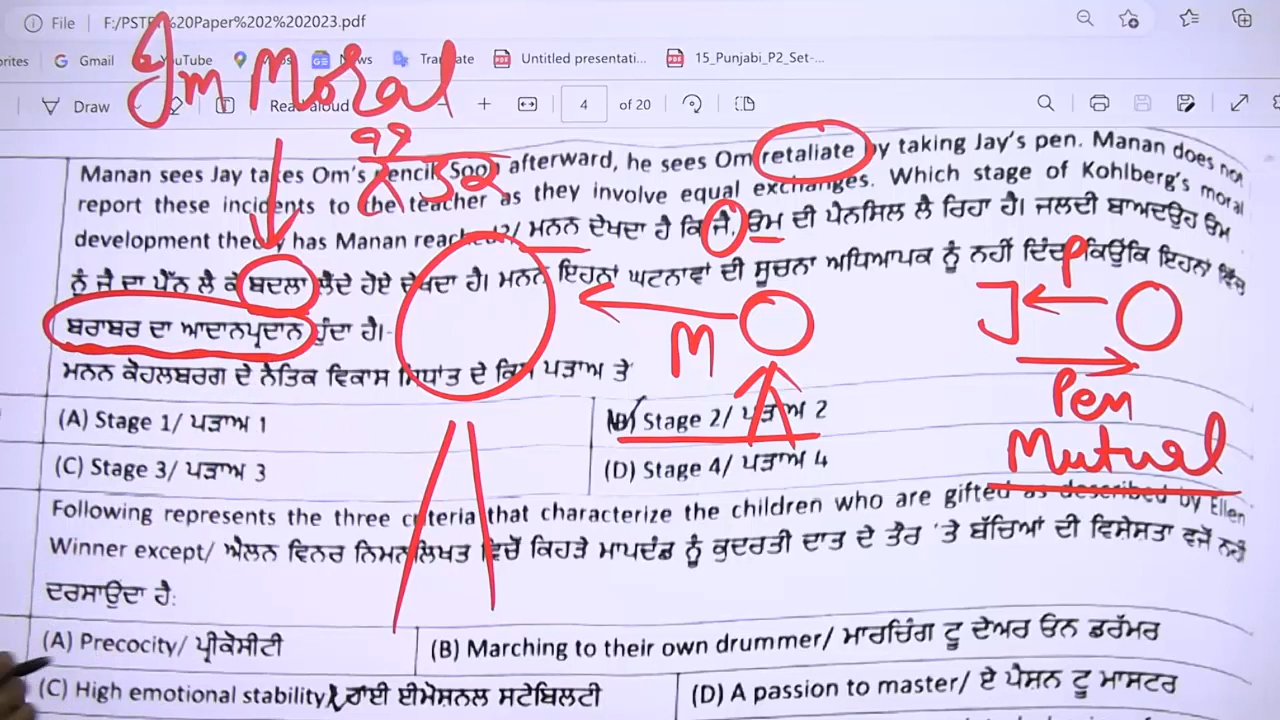 File F:/PSTET%20Paper%202%202023.pdf
Gmail YouTube News Translate Untitled presentati... 15_Punjabi_P2_Set-...
Draw Read aloud 4 of 20
Im Moral
Manan sees Jay takes Om's pencil Soon afterward, he sees Om retaliate by taking Jay's pen. Manan does not
report these incidents to the teacher as they involve equal exchanges. Which stage of Kohlberg's moral
development theory has Manan reached?/ ਮਨਨ ਦੇਖਦਾ ਹੈ ਕਿ ਜੈ, ਓਮ ਦੀ ਪੈਨਸਿਲ ਲੈ ਰਿਹਾ ਹੈ। ਜਲਦੀ ਬਾਅਦਉਹ ਓਮ
ਨੂੰ ਜੈ ਦਾ ਪੈੱਨ ਲੈ ਕੇ ਬਦਲਾ ਲੈਂਦੇ ਹੋਏ ਦੇਖਦਾ ਹੈ। ਮਨਨ ਇਹਨਾਂ ਘਟਨਾਵਾਂ ਦੀ ਸੂਚਨਾ ਅਧਿਆਪਕ ਨੂੰ ਨਹੀਂ ਦਿੰਦਾ ਕਿਉਂਕਿ ਇਹਨਾਂ ਵਿੱਚ
ਬਰਾਬਰ ਦਾ ਆਦਾਨਪ੍ਰਦਾਨ ਹੁੰਦਾ ਹੈ।
ਮਨਨ ਕੋਹਲਬਰਗ ਦੇ ਨੈਤਿਕ ਵਿਕਾਸ ਸਿਧਾਂਤ ਦੇ ਕਿਸ ਪੜਾਅ ਤੇ
M J P
Pen
Mutual
(A) Stage 1/ ਪੜਾਅ 1 (B) Stage 2/ ਪੜਾਅ 2
(C) Stage 3/ ਪੜਾਅ 3 (D) Stage 4/ ਪੜਾਅ 4
Following represents the three criteria that characterize the children who are gifted as described by Ellen
Winner except/ ਐਲਨ ਵਿਨਰ ਨਿਮਨਲਿਖਤ ਵਿਚੋਂ ਕਿਹੜੇ ਮਾਪਦੰਡ ਨੂੰ ਕੁਦਰਤੀ ਦਾਤ ਦੇ ਤੌਰ 'ਤੇ ਬੱਚਿਆਂ ਦੀ ਵਿਸ਼ੇਸ਼ਤਾ ਵਜੋਂ ਨਹੀਂ
ਦਰਸਾਉਂਦਾ ਹੈ:
(A) Precocity/ ਪ੍ਰੀਕੋਸੀਟੀ (B) Marching to their own drummer/ ਮਾਰਚਿੰਗ ਟੂ ਦੇਅਰ ਓਨ ਡਰੱਮਰ
(C) High emotional stability/ ਹਾਈ ਈਮੋਸ਼ਨਲ ਸਟੇਬਿਲਟੀ (D) A passion to master/ ਏ ਪੈਸ਼ਨ ਟੂ ਮਾਸਟਰ